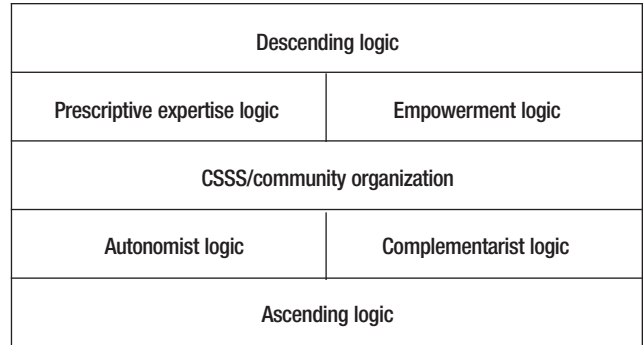 Descending logic
Prescriptive expertise logic
Empowerment logic
CSSS/community organization
Autonomist logic
Complementarist logic
Ascending logic